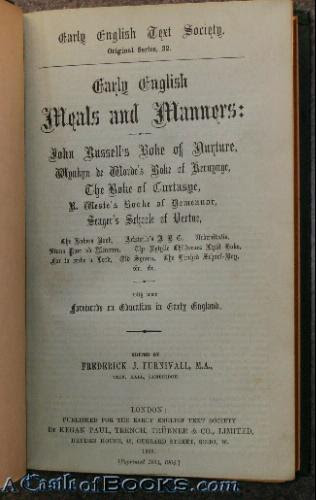 Early English Text Society.
Original Series, 32.
Early English
Meals and Manners:
John Russell's Boke of Nurture,
Wynkyn de Worde's Boke of Keruynge,
The Boke of Curtasye,
R. Weste's Booke of Demeanor,
Seager's Schoole of Vertue,
The Babees Book, Aristotle's A B C, Urbanitatis,
Stans Puer ad Mensam, The Lytylle Childrenes Lytil Boke,
For to serve a Lord, Old Symon, The Birched School-Boy,
&c. &c.
with some
Forewords on Education in Early England.
EDITED BY
FREDERICK J. FURNIVALL, M.A.,
TRIN. HALL, CAMBRIDGE.
LONDON:
PUBLISHED FOR THE EARLY ENGLISH TEXT SOCIETY
BY KEGAN PAUL, TRENCH, TRÜBNER & CO., LIMITED,
DRYDEN HOUSE, 43, GERRARD STREET, SOHO, W.
1868.
[Reprinted 1904.]
aCastleofBooks.com